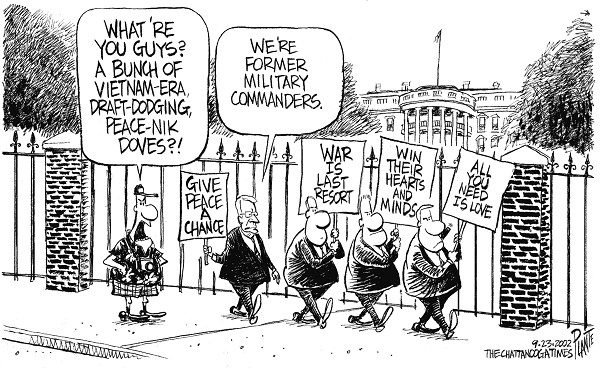 WHAT'RE
YOU GUYS?
A BUNCH OF
VIETNAM-ERA,
DRAFT-DODGING,
PEACE-NIK
DOVES?!
WE'RE
FORMER
MILITARY
COMMANDERS.
GIVE
PEACE
A
CHANCE
WAR
IS
LAST
RESORT
WIN
THEIR
HEARTS
AND
MINDS
ALL
YOU
NEED
IS LOVE
9-23-2002
THE CHATTANOOGA TIMES
PLANTE